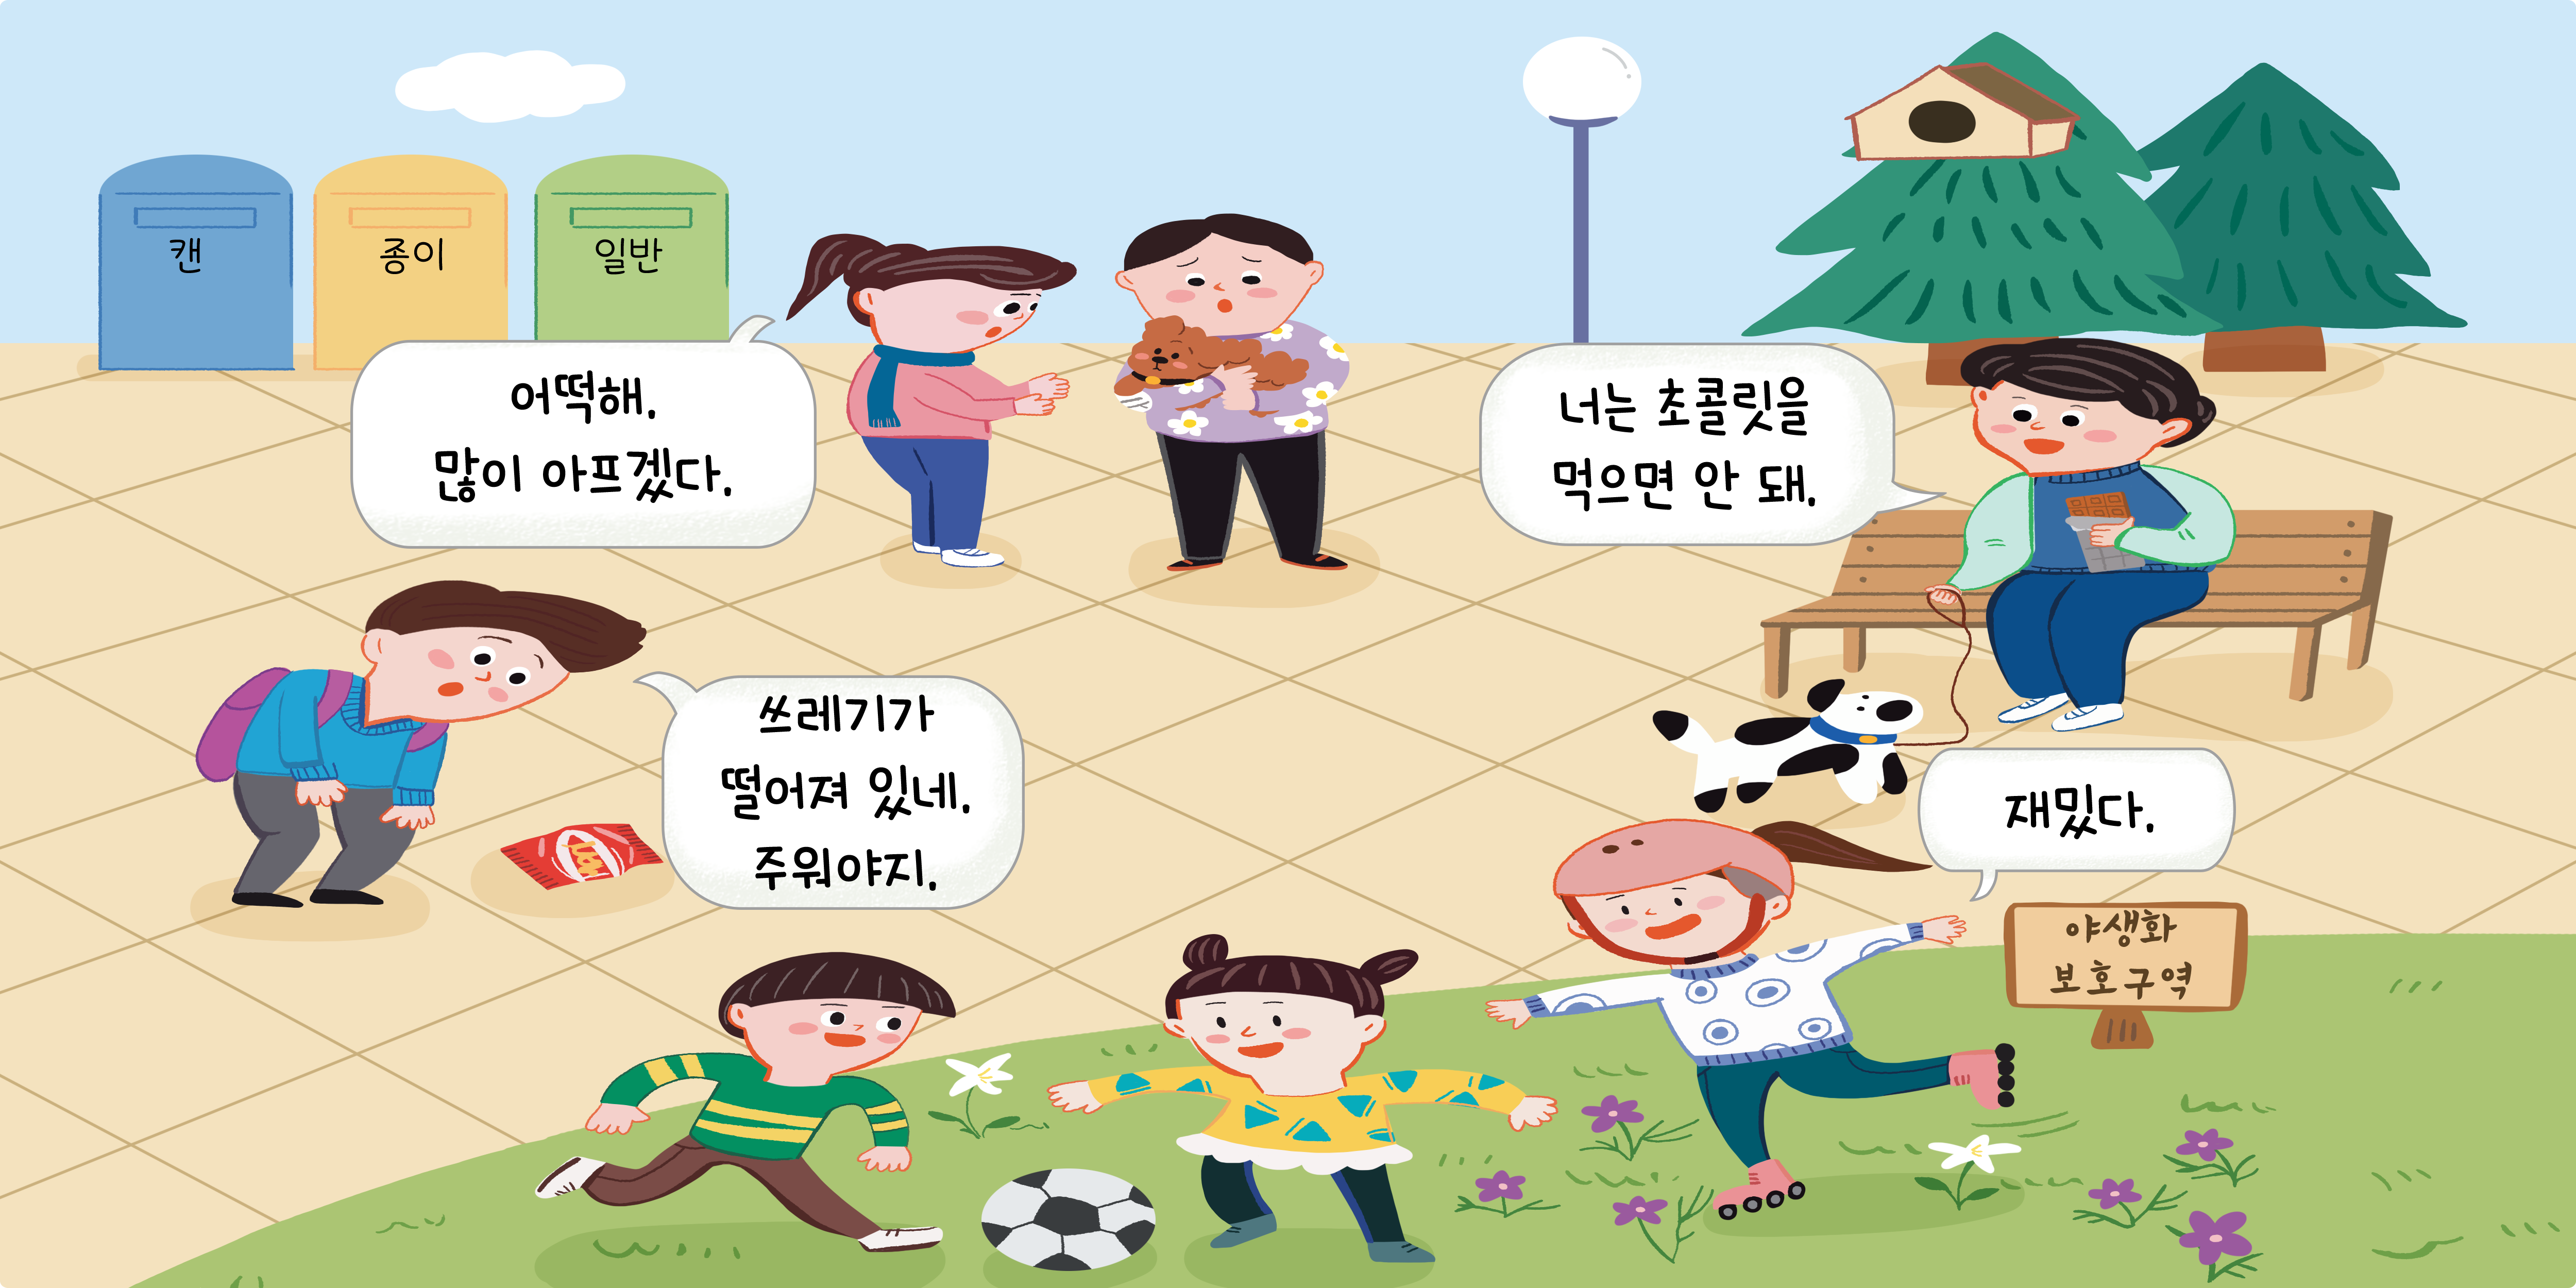 캔
종이
일반
어떡해.
많이 아프겠다.
너는 초콜릿을
먹으면 안 돼.
쓰레기가
떨어져 있네.
주워야지.
재밌다.
야생화
보호구역